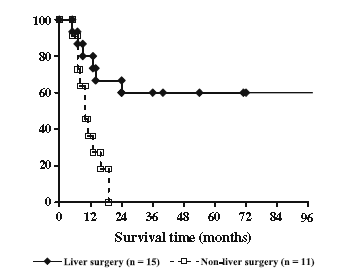 100
80
60
40
20
0
0 12 24 36 48 60 72 84 96
Survival time (months)
Liver surgery (n = 15) Non-liver surgery (n = 11)